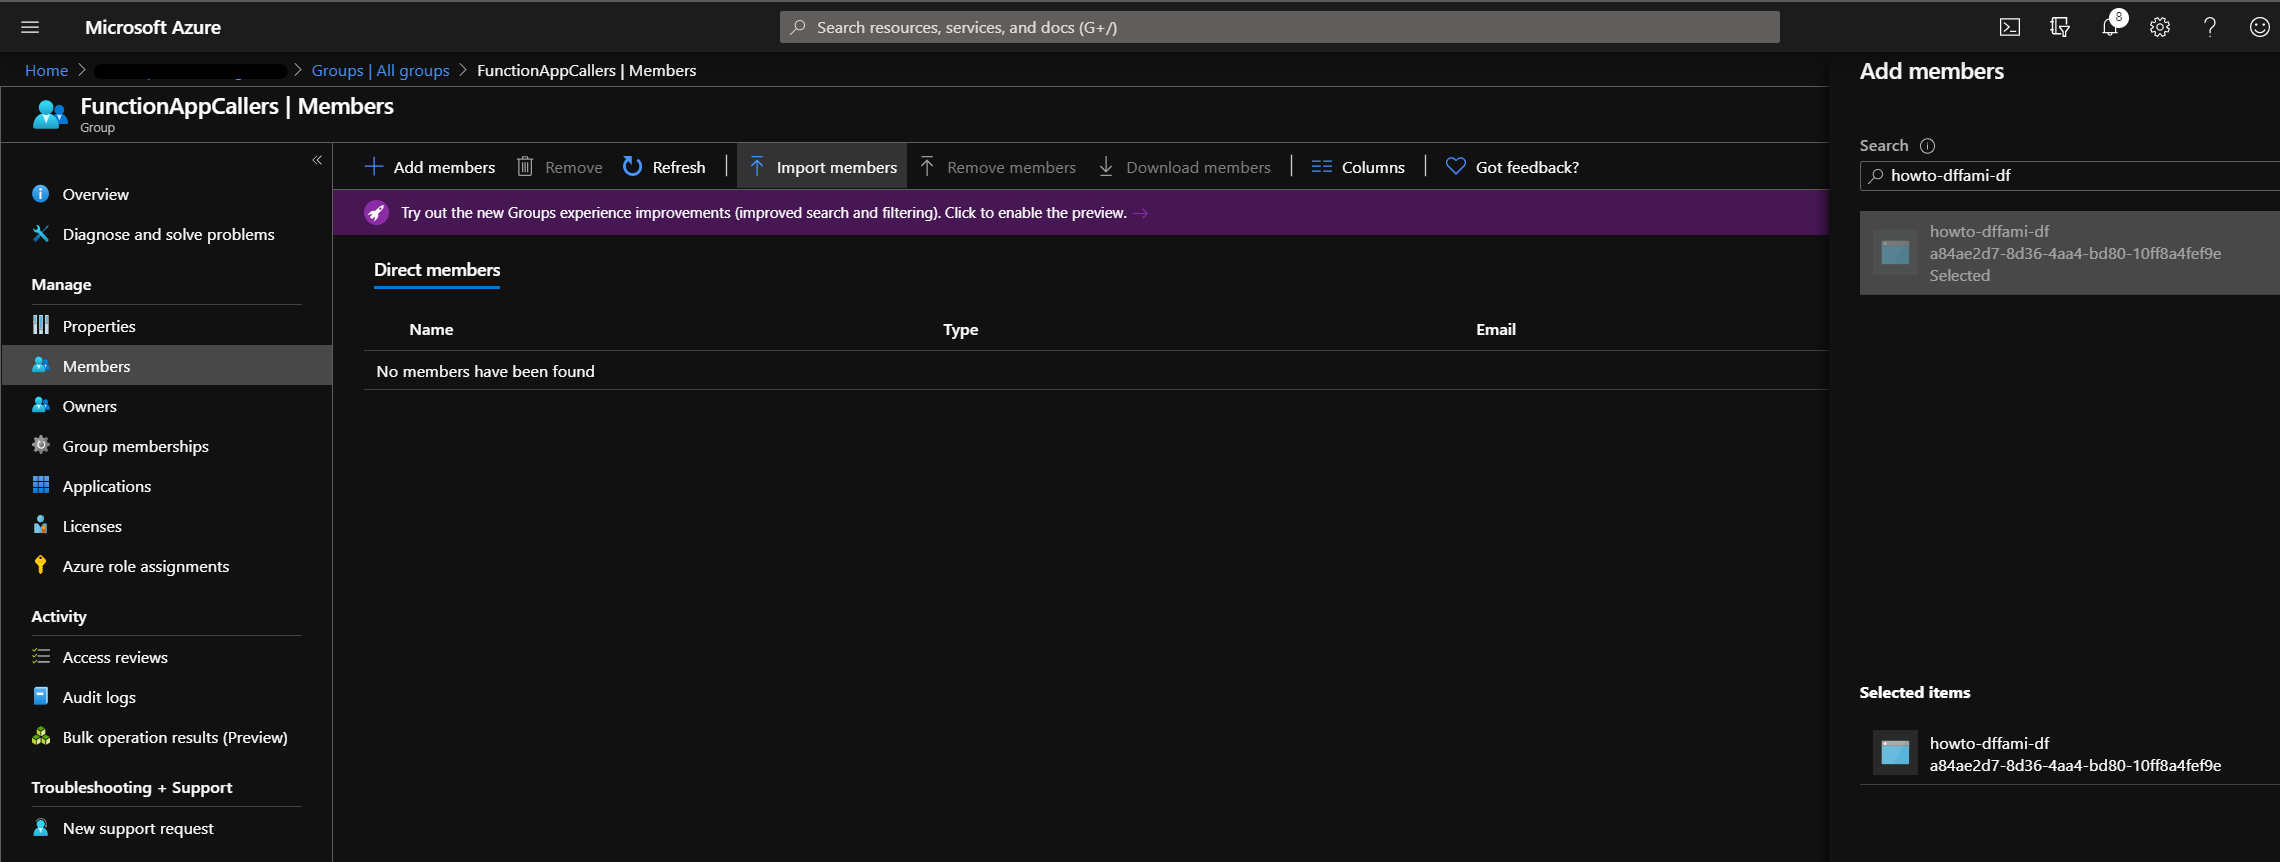 Microsoft Azure
Search resources, services, and docs (G+/)
8
Home > > Groups | All groups > FunctionAppCallers | Members
FunctionAppCallers | Members
Group
«
Overview
Diagnose and solve problems
Manage
Properties
Members
Owners
Group memberships
Applications
Licenses
Azure role assignments
Activity
Access reviews
Audit logs
Bulk operation results (Preview)
Troubleshooting + Support
New support request
Add members Remove Refresh | Import members Remove members Download members | Columns | Got feedback?
Try out the new Groups experience improvements (improved search and filtering). Click to enable the preview. →
Direct members
Name Type Email
No members have been found
Add members
Search
howto-dffami-df
howto-dffami-df
a84ae2d7-8d36-4aa4-bd80-10ff8a4fef9e
Selected
Selected items
howto-dffami-df
a84ae2d7-8d36-4aa4-bd80-10ff8a4fef9e